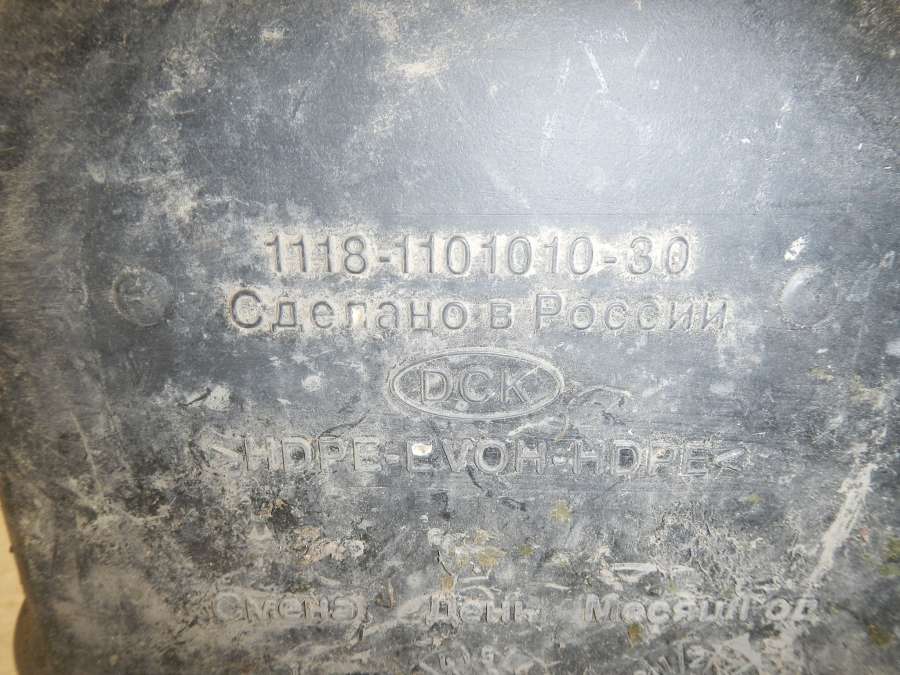 1118-1101010-30
Сделано в России
DCK
>HDPE-EVOH-HDPE<
Смена День Месяц Год